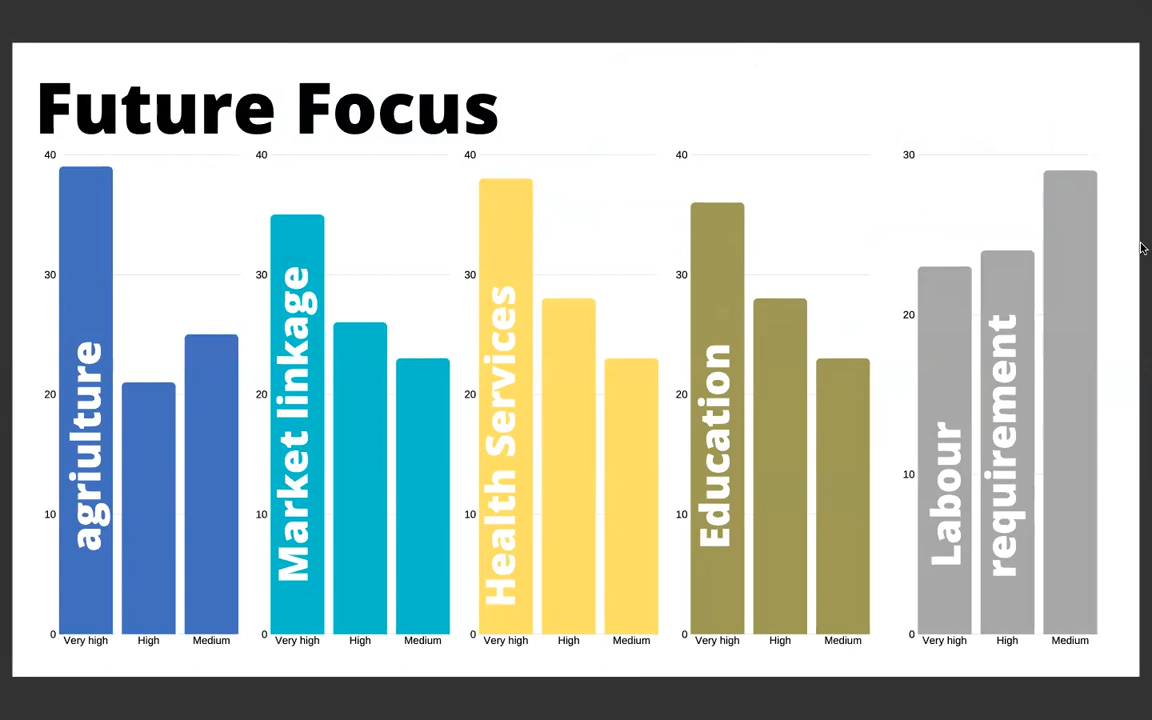 Future Focus
40
30
20
10
0
agriulture
Very high
High
Medium
40
30
20
10
0
Market linkage
Very high
High
Medium
40
30
20
10
0
Health Services
Very high
High
Medium
40
30
20
10
0
Education
Very high
High
Medium
30
20
10
0
Labour
requirement
Very high
High
Medium